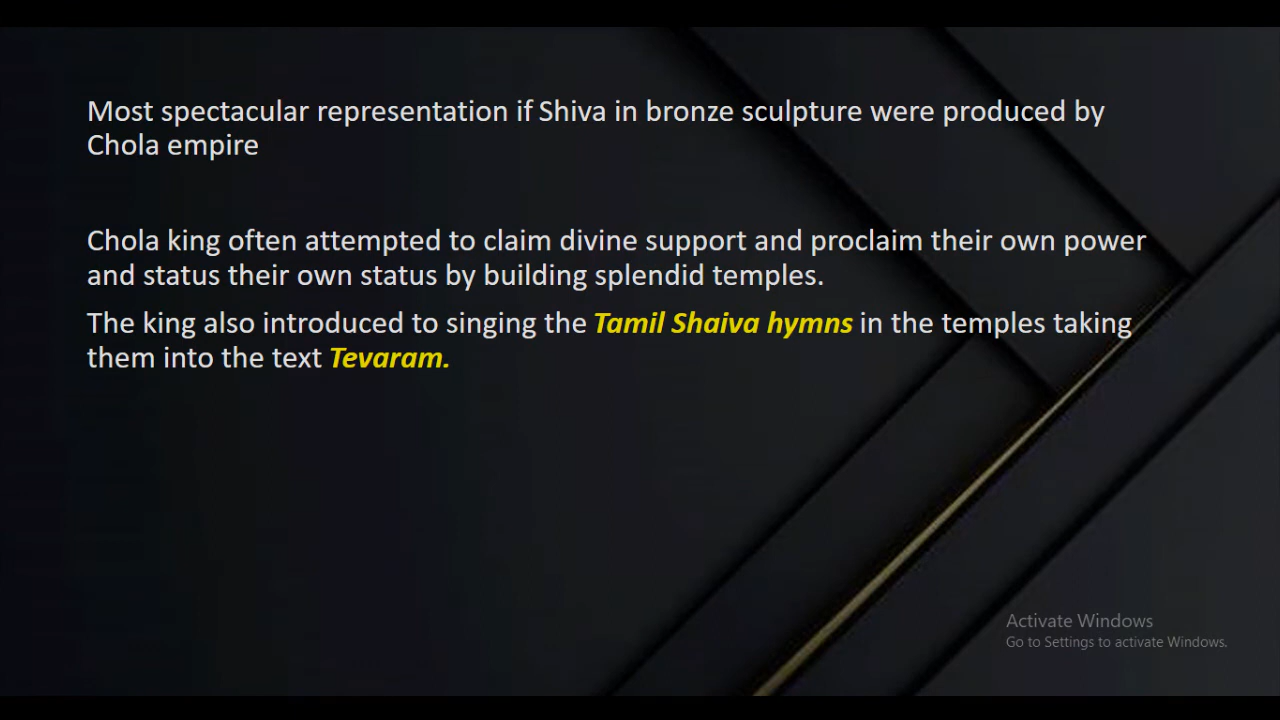 Most spectacular representation if Shiva in bronze sculpture were produced by
Chola empire
Chola king often attempted to claim divine support and proclaim their own power
and status their own status by building splendid temples.
The king also introduced to singing the Tamil Shaiva hymns in the temples taking
them into the text Tevaram.
Activate Windows
Go to Settings to activate Windows.